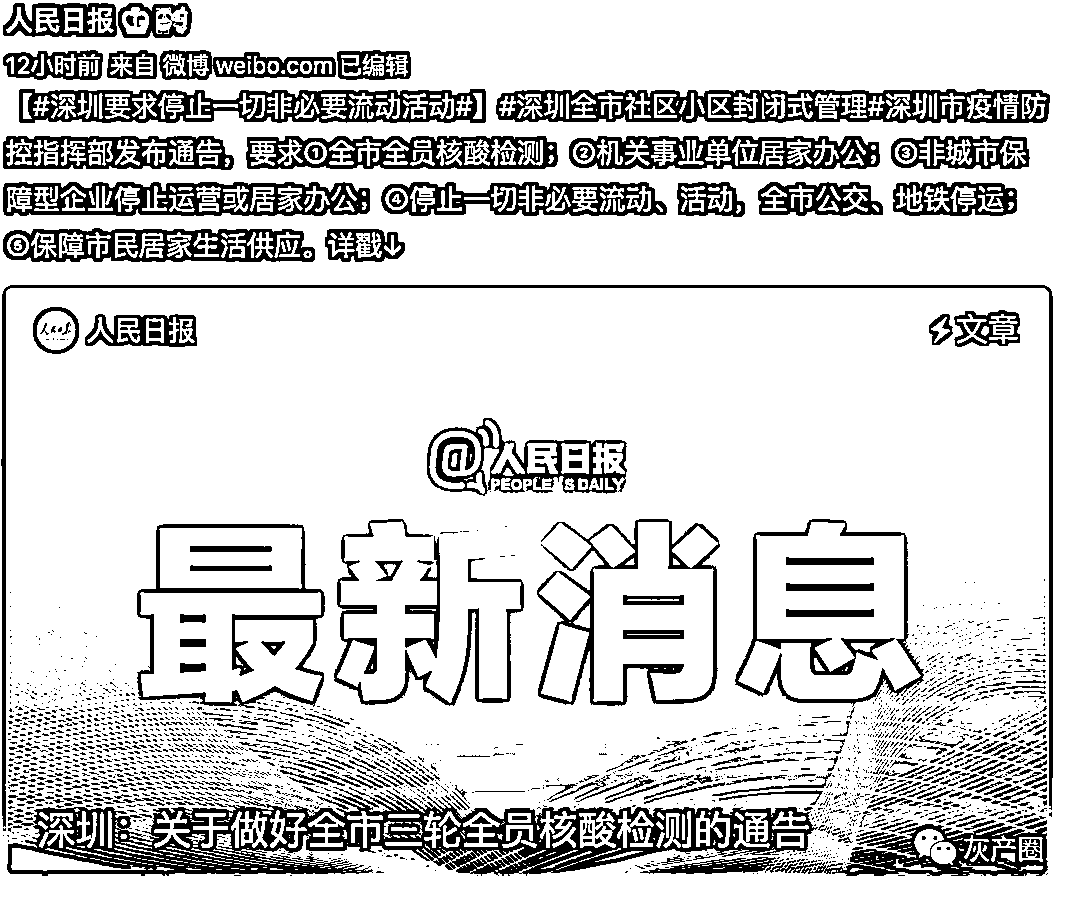 人民日报
12小时前 来自 微博 weibo.com 已编辑
【#深圳要求停止一切非必要流动活动#】#深圳全市社区小区封闭式管理#深圳市疫情防
控指挥部发布通告，要求①全市全员核酸检测；②机关事业单位居家办公；③非城市保
障型企业停止运营或居家办公；④停止一切非必要流动、活动，全市公交、地铁停运；
⑤保障市民居家生活供应。详戳↓
人民日报
文章
@人民日报
PEOPLE'S DAILY
最新消息
深圳：关于做好全市三轮全员核酸检测的通告
灰产圈